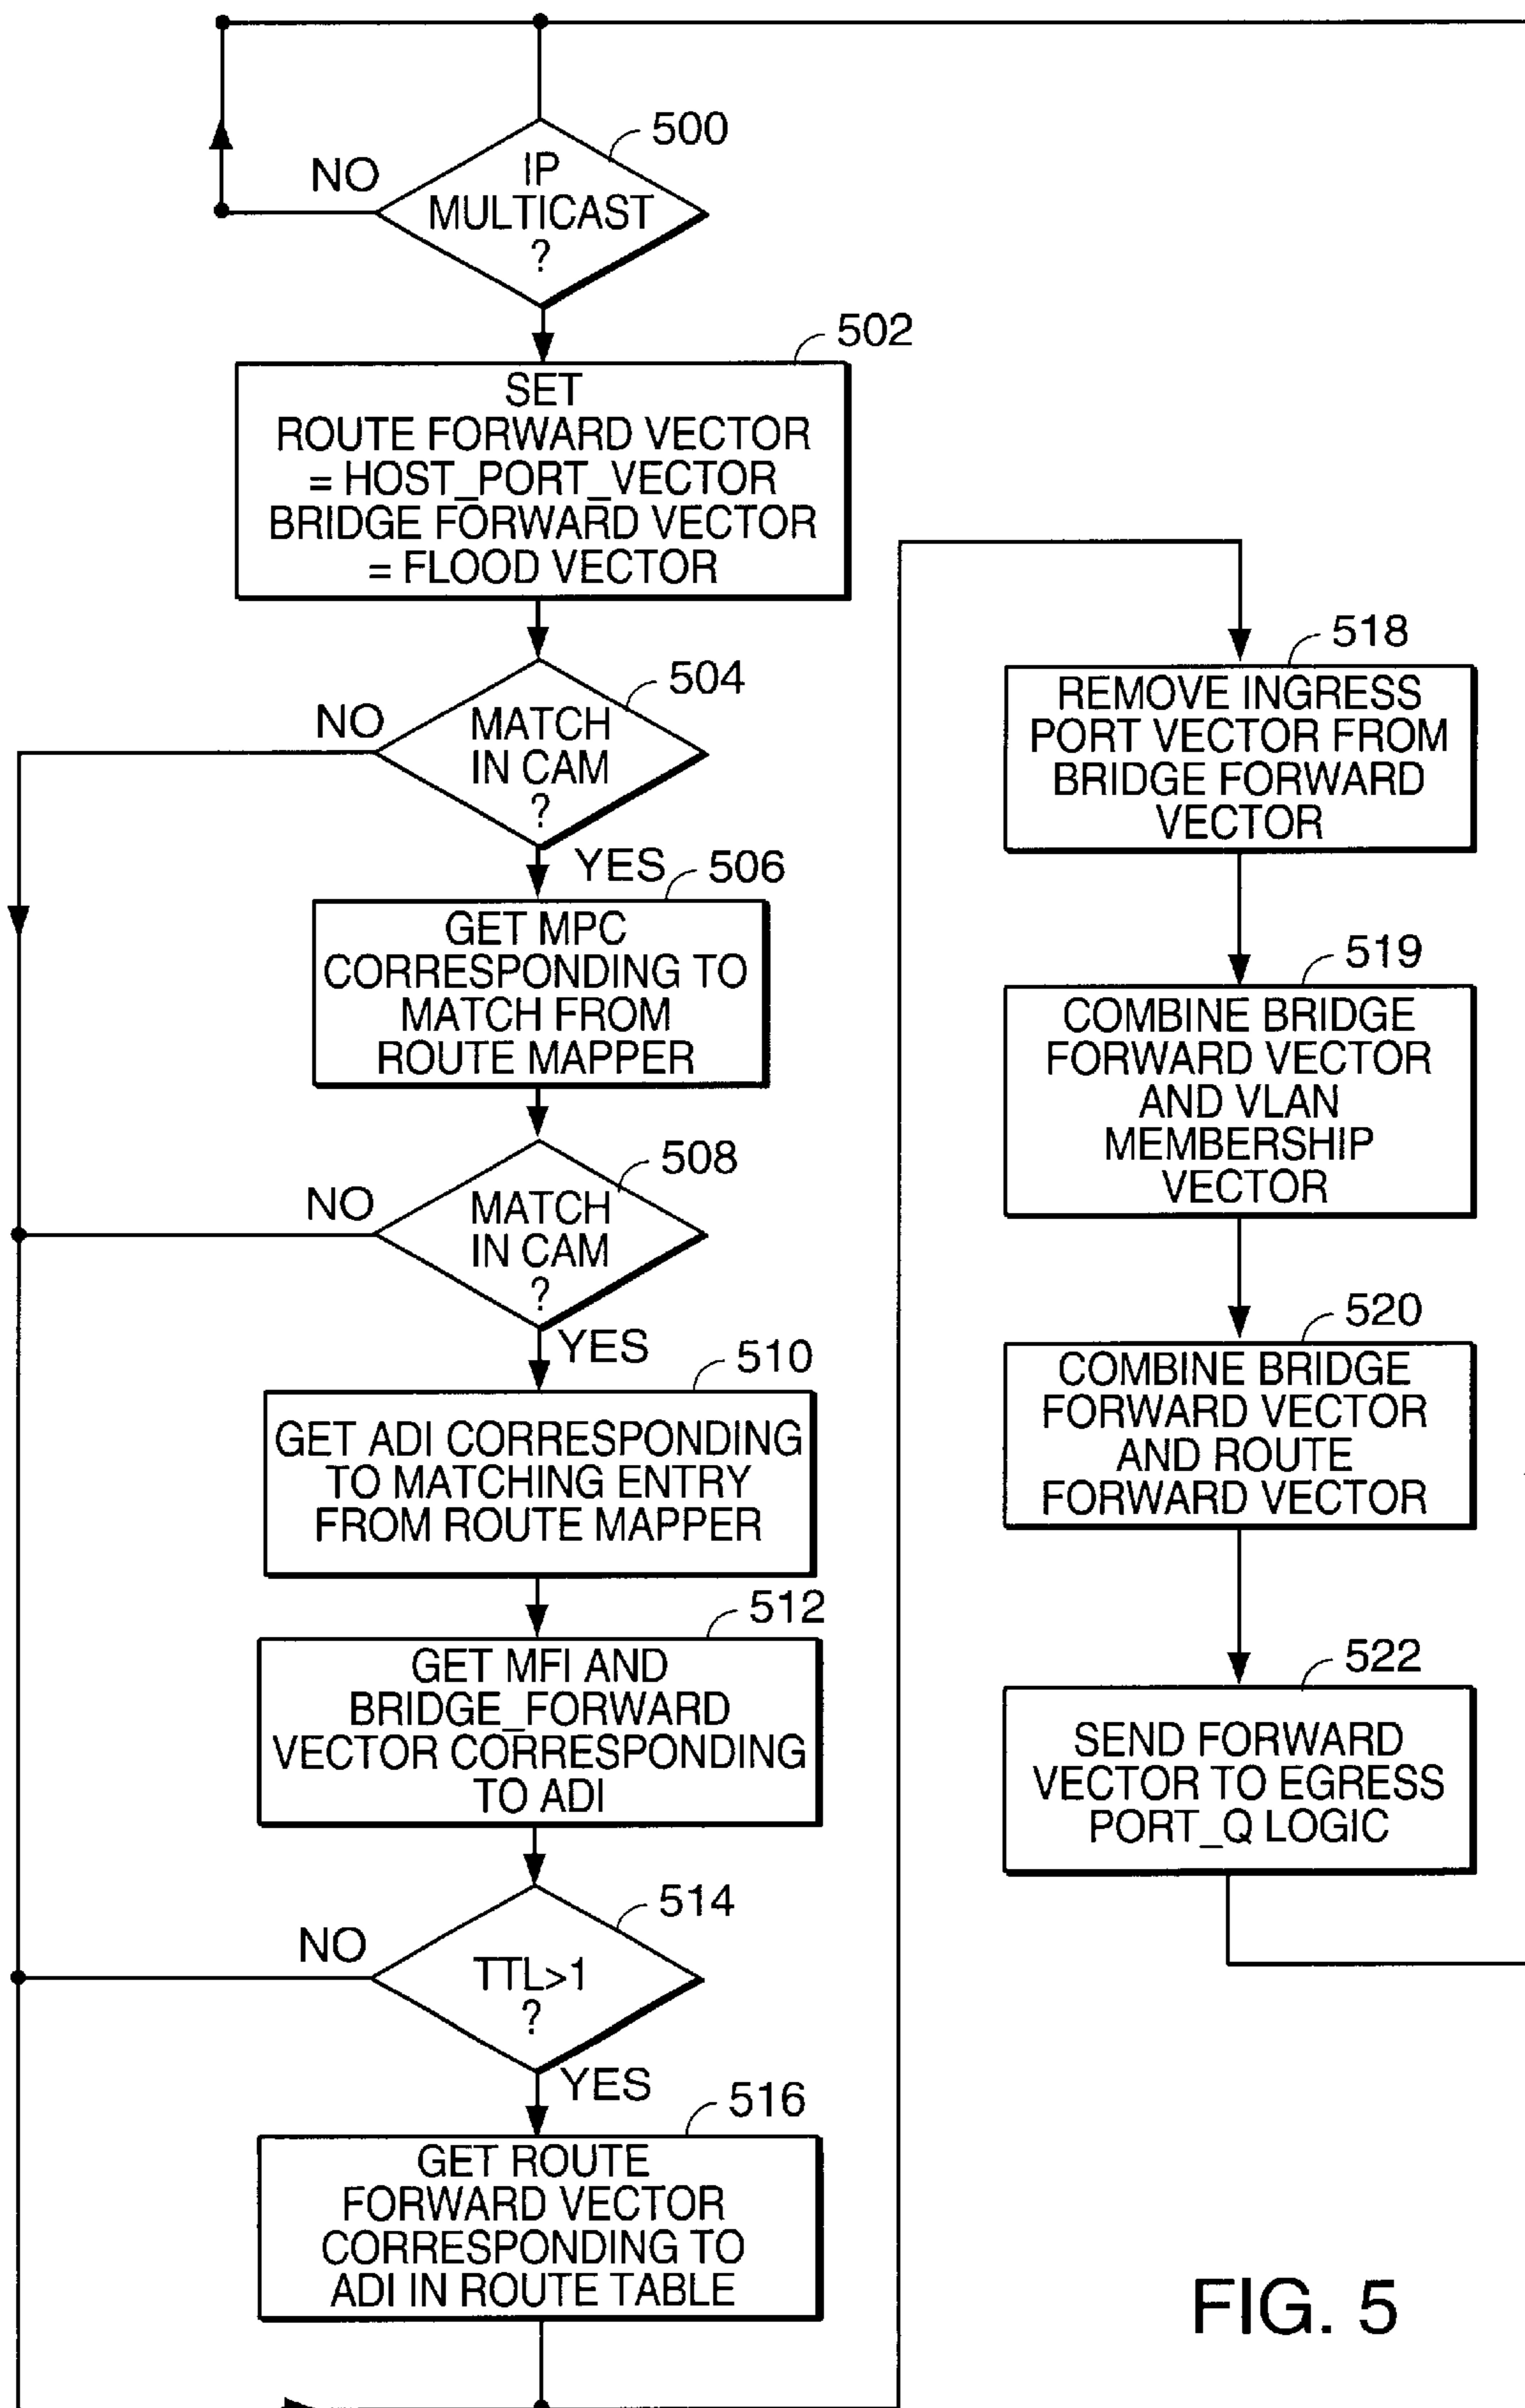 500
NO
IP
MULTICAST
?
502
SET
ROUTE FORWARD VECTOR
= HOST_PORT_VECTOR
BRIDGE FORWARD VECTOR
= FLOOD VECTOR
504
NO
MATCH
IN CAM
?
YES
506
GET MPC
CORRESPONDING TO
MATCH FROM
ROUTE MAPPER
508
NO
MATCH
IN CAM
?
YES
510
GET ADI CORRESPONDING
TO MATCHING ENTRY
FROM ROUTE MAPPER
512
GET MFI AND
BRIDGE_FORWARD
VECTOR CORRESPONDING
TO ADI
514
NO
TTL>1
?
YES
516
GET ROUTE
FORWARD VECTOR
CORRESPONDING TO
ADI IN ROUTE TABLE
518
REMOVE INGRESS
PORT VECTOR FROM
BRIDGE FORWARD
VECTOR
519
COMBINE BRIDGE
FORWARD VECTOR
AND VLAN
MEMBERSHIP
VECTOR
520
COMBINE BRIDGE
FORWARD VECTOR
AND ROUTE
FORWARD VECTOR
522
SEND FORWARD
VECTOR TO EGRESS
PORT_Q LOGIC
FIG. 5